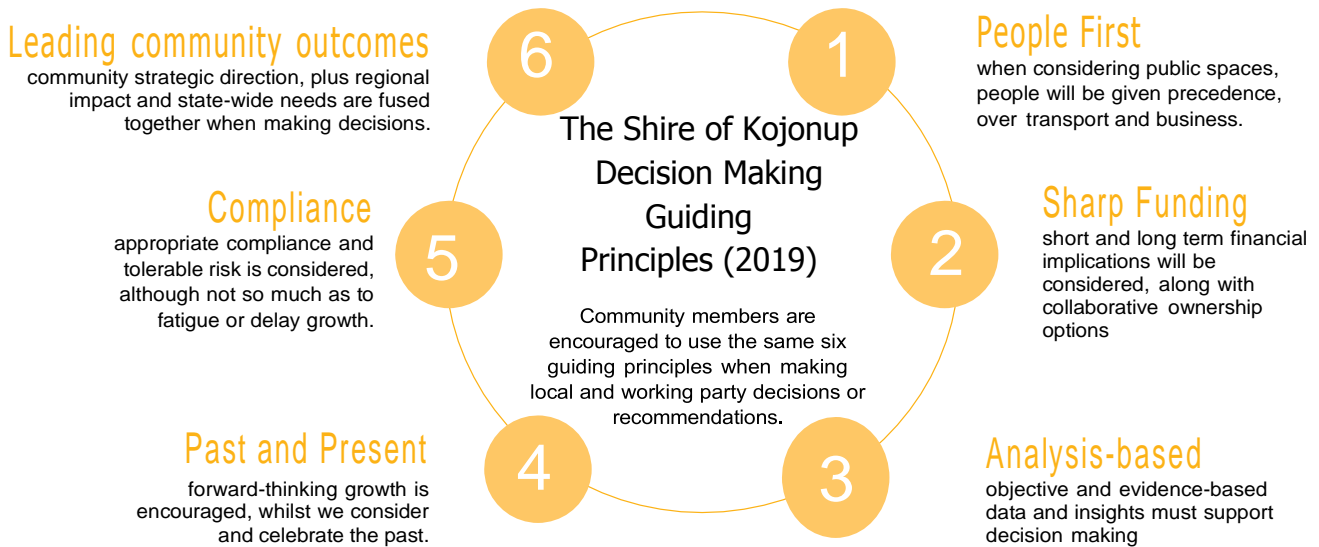 The Shire of Kojonup
Decision Making
Guiding
Principles (2019)
Community members are
encouraged to use the same six
guiding principles when making
local and working party decisions or
recommendations.
1
People First
when considering public spaces,
people will be given precedence,
over transport and business.
2
Sharp Funding
short and long term financial
implications will be
considered, along with
collaborative ownership
options
3
Analysis-based
objective and evidence-based
data and insights must support
decision making
4
Past and Present
forward-thinking growth is
encouraged, whilst we consider
and celebrate the past.
5
Compliance
appropriate compliance and
tolerable risk is considered,
although not so much as to
fatigue or delay growth.
6
Leading community outcomes
community strategic direction, plus regional
impact and state-wide needs are fused
together when making decisions.